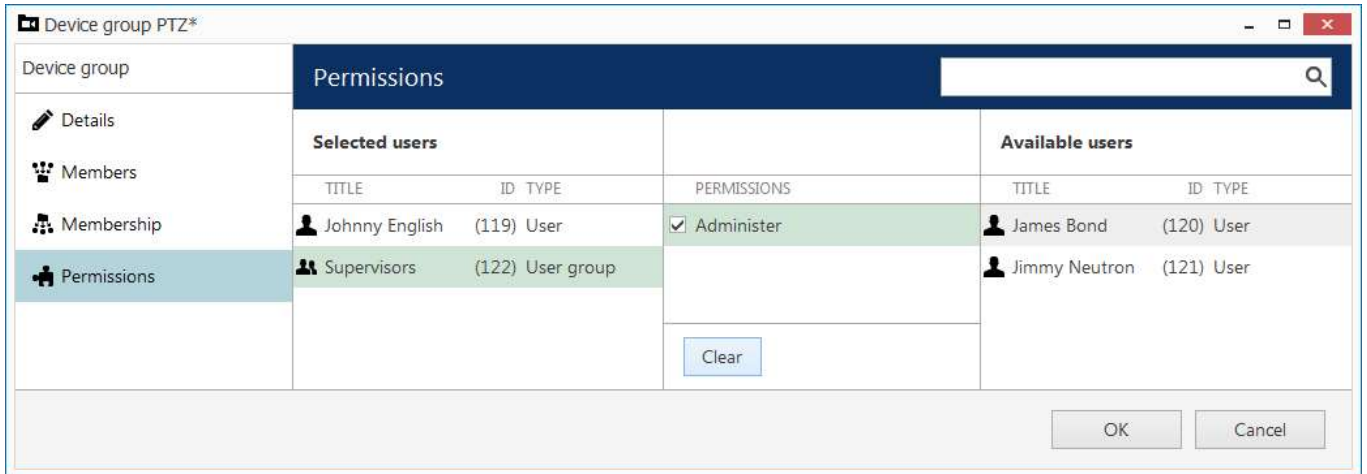 Device group PTZ*
Device group
Permissions
Details
Members
Membership
Permissions
Selected users
Available users
TITLE ID TYPE PERMISSIONS TITLE ID TYPE
Johnny English (119) User Administer James Bond (120) User
Supervisors (122) User group Jimmy Neutron (121) User
Clear
OK Cancel